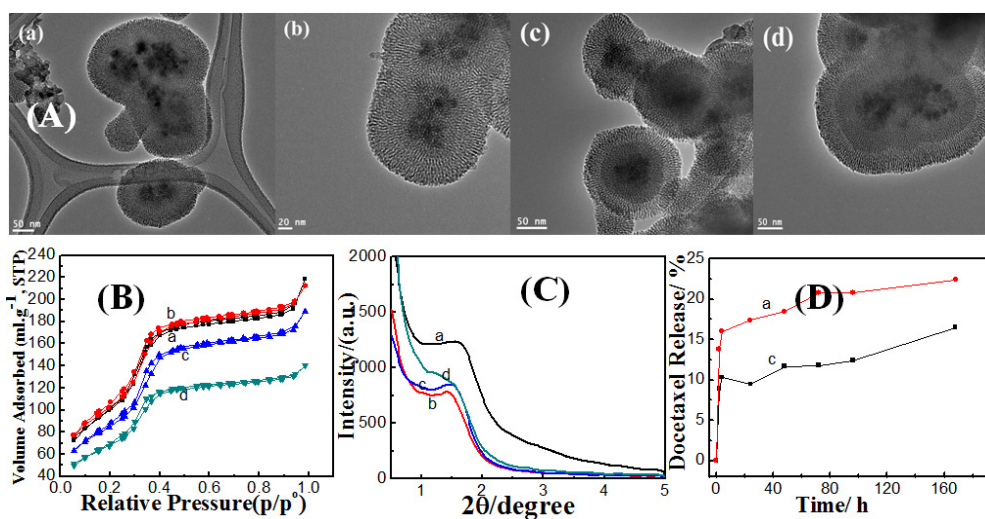 (a)
(b)
(c)
(d)
(A)
50 nm
20 nm
50 nm
50 nm
(B)
Volume Adsorbed (ml.g-1, STP)
240
220
200
180
160
140
120
100
80
60
40
b
a
c
d
0.0 0.2 0.4 0.6 0.8 1.0
Relative Pressure(p/po)
(C)
Intensity/(a.u.)
2000
1500
1000
500
0
a
d
c
b
1 2 3 4 5
2θ/degree
(D)
Docetaxel Release/ %
25
20
15
10
5
0
a
c
0 40 80 120 160
Time/ h